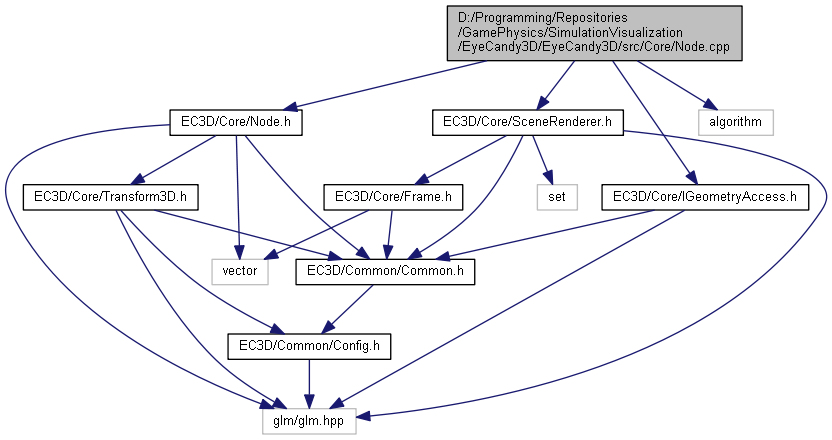 D:/Programming/Repositories
/GamePhysics/SimulationVisualization
/EyeCandy3D/EyeCandy3D/src/Core/Node.cpp
EC3D/Core/Node.h
EC3D/Core/SceneRenderer.h
algorithm
EC3D/Core/Transform3D.h
EC3D/Core/Frame.h
set
EC3D/Core/IGeometryAccess.h
vector
EC3D/Common/Common.h
EC3D/Common/Config.h
glm/glm.hpp